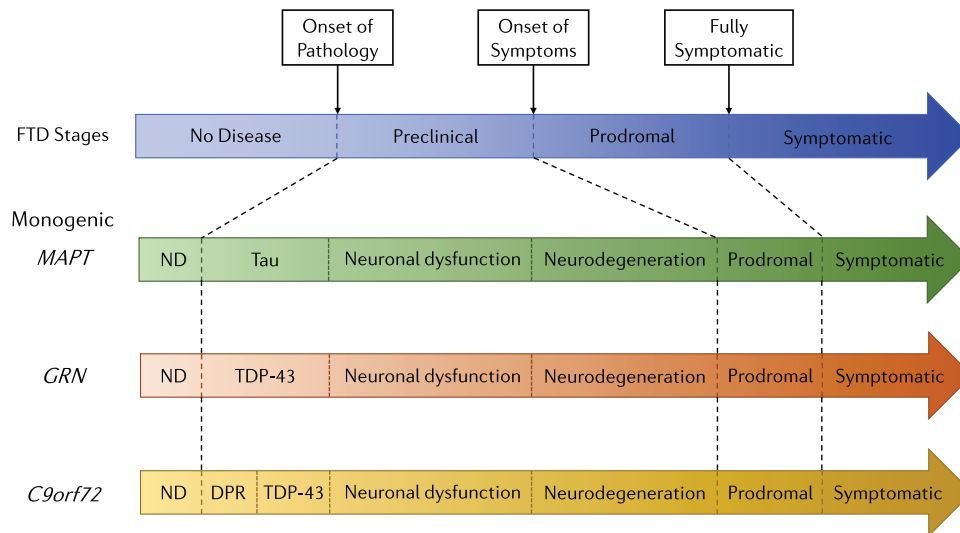 Onset of
Pathology
Onset of
Symptoms
Fully
Symptomatic
FTD Stages
No Disease
Preclinical
Prodromal
Symptomatic
Monogenic
MAPT
ND
Tau
Neuronal dysfunction
Neurodegeneration
Prodromal
Symptomatic
GRN
ND
TDP-43
Neuronal dysfunction
Neurodegeneration
Prodromal
Symptomatic
C9orf72
ND
DPR
TDP-43
Neuronal dysfunction
Neurodegeneration
Prodromal
Symptomatic